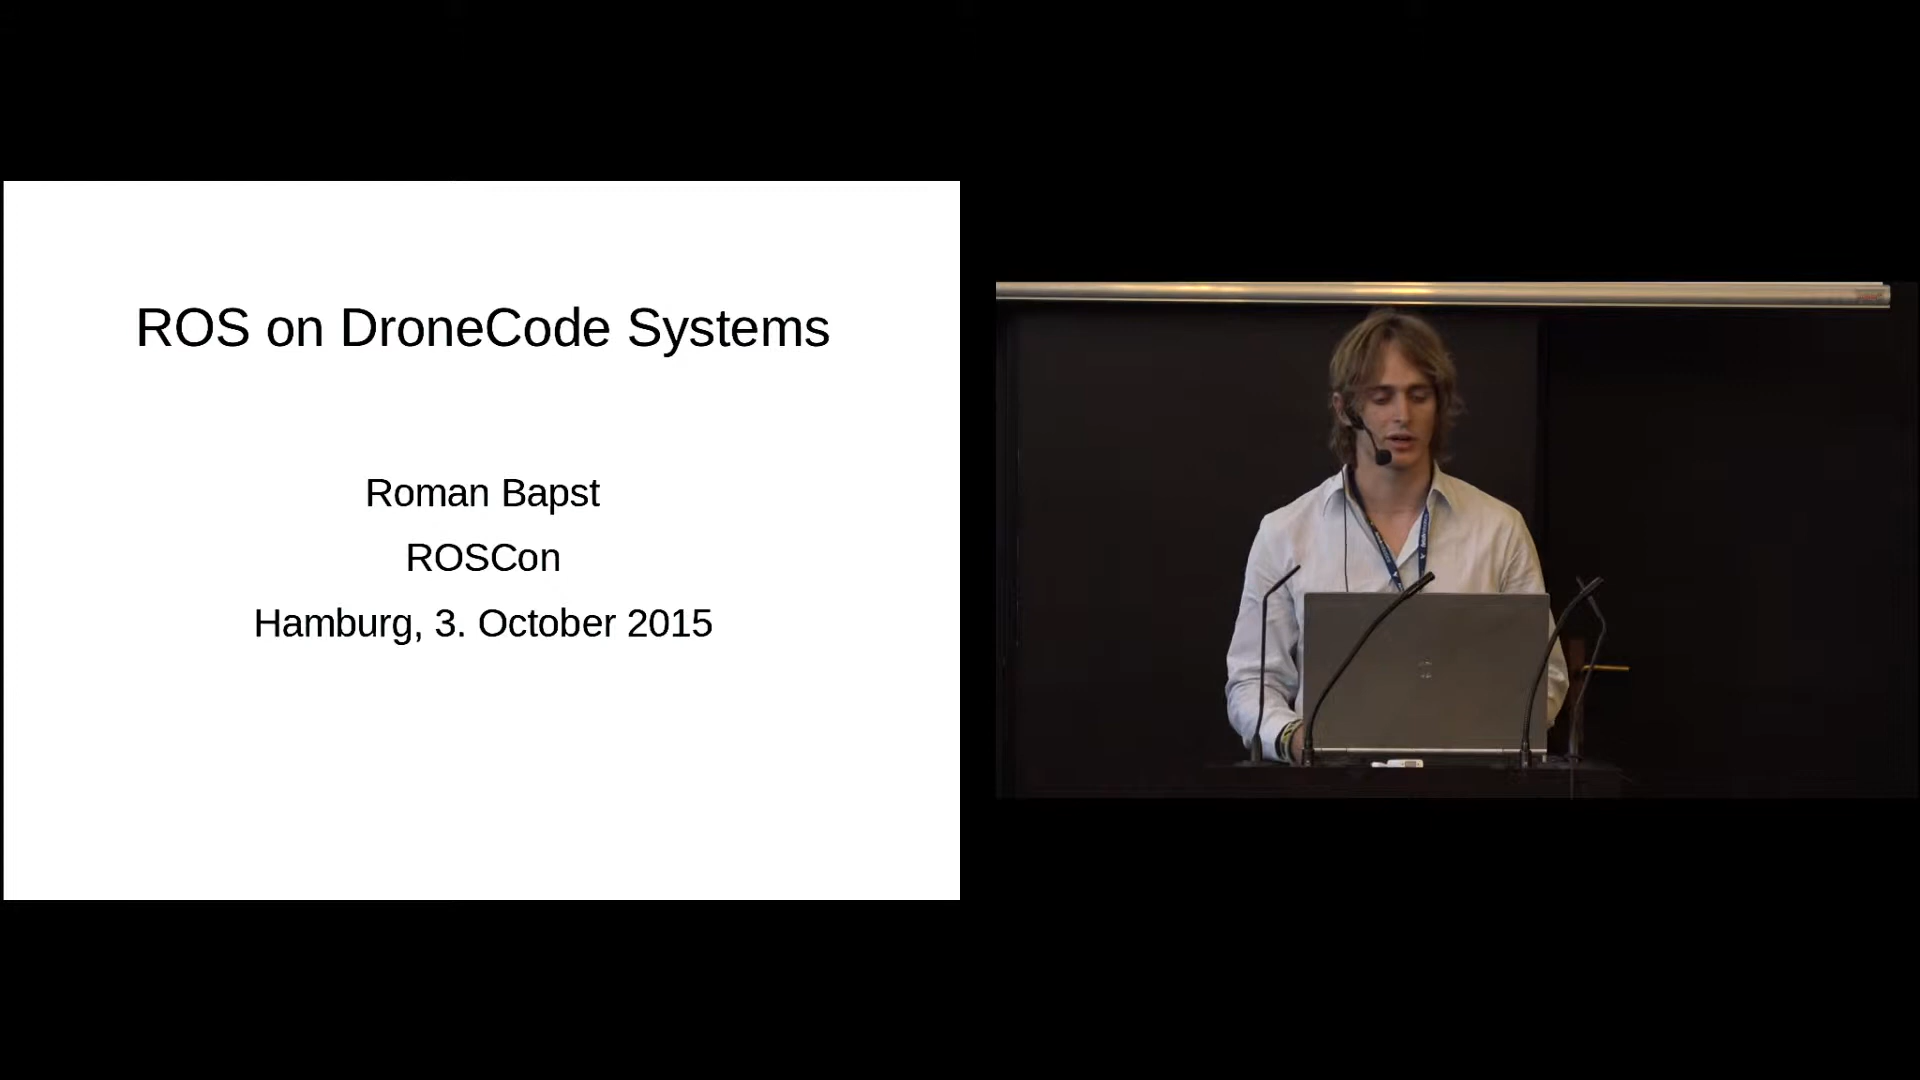 ROS on DroneCode Systems
Roman Bapst
ROSCon
Hamburg, 3. October 2015